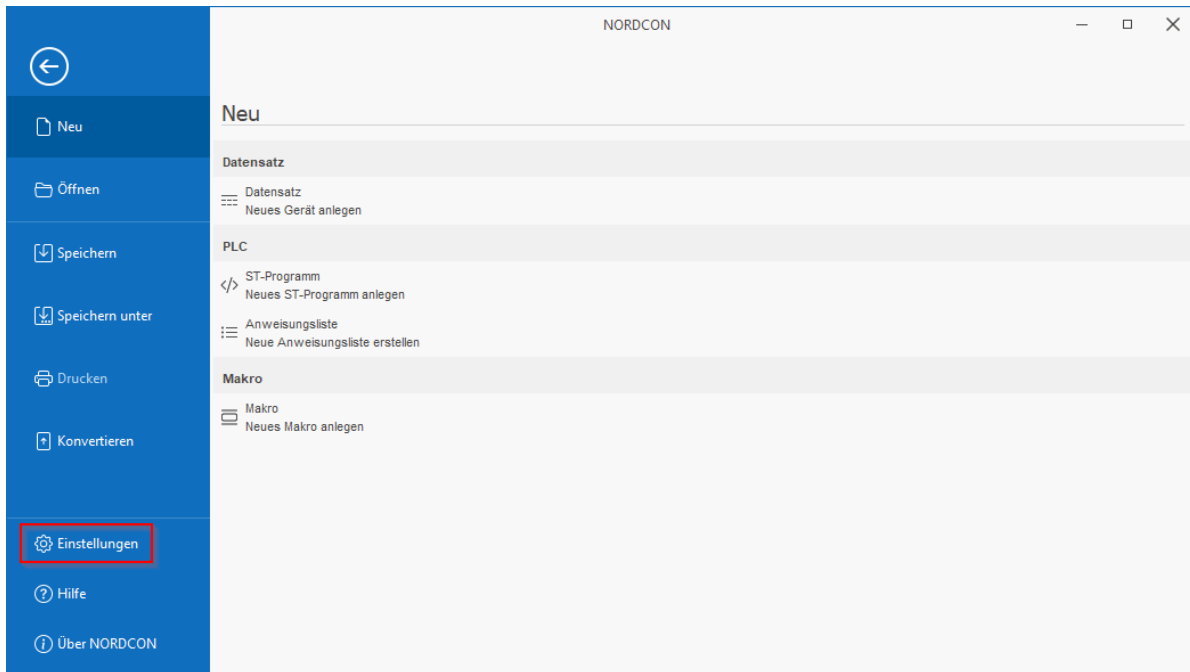 NORDCON
Neu
Öffnen
Speichern
Speichern unter
Drucken
Konvertieren
Einstellungen
Hilfe
Über NORDCON
Neu
Datensatz
Datensatz
Neues Gerät anlegen
PLC
ST-Programm
Neues ST-Programm anlegen
Anweisungsliste
Neue Anweisungsliste erstellen
Makro
Makro
Neues Makro anlegen